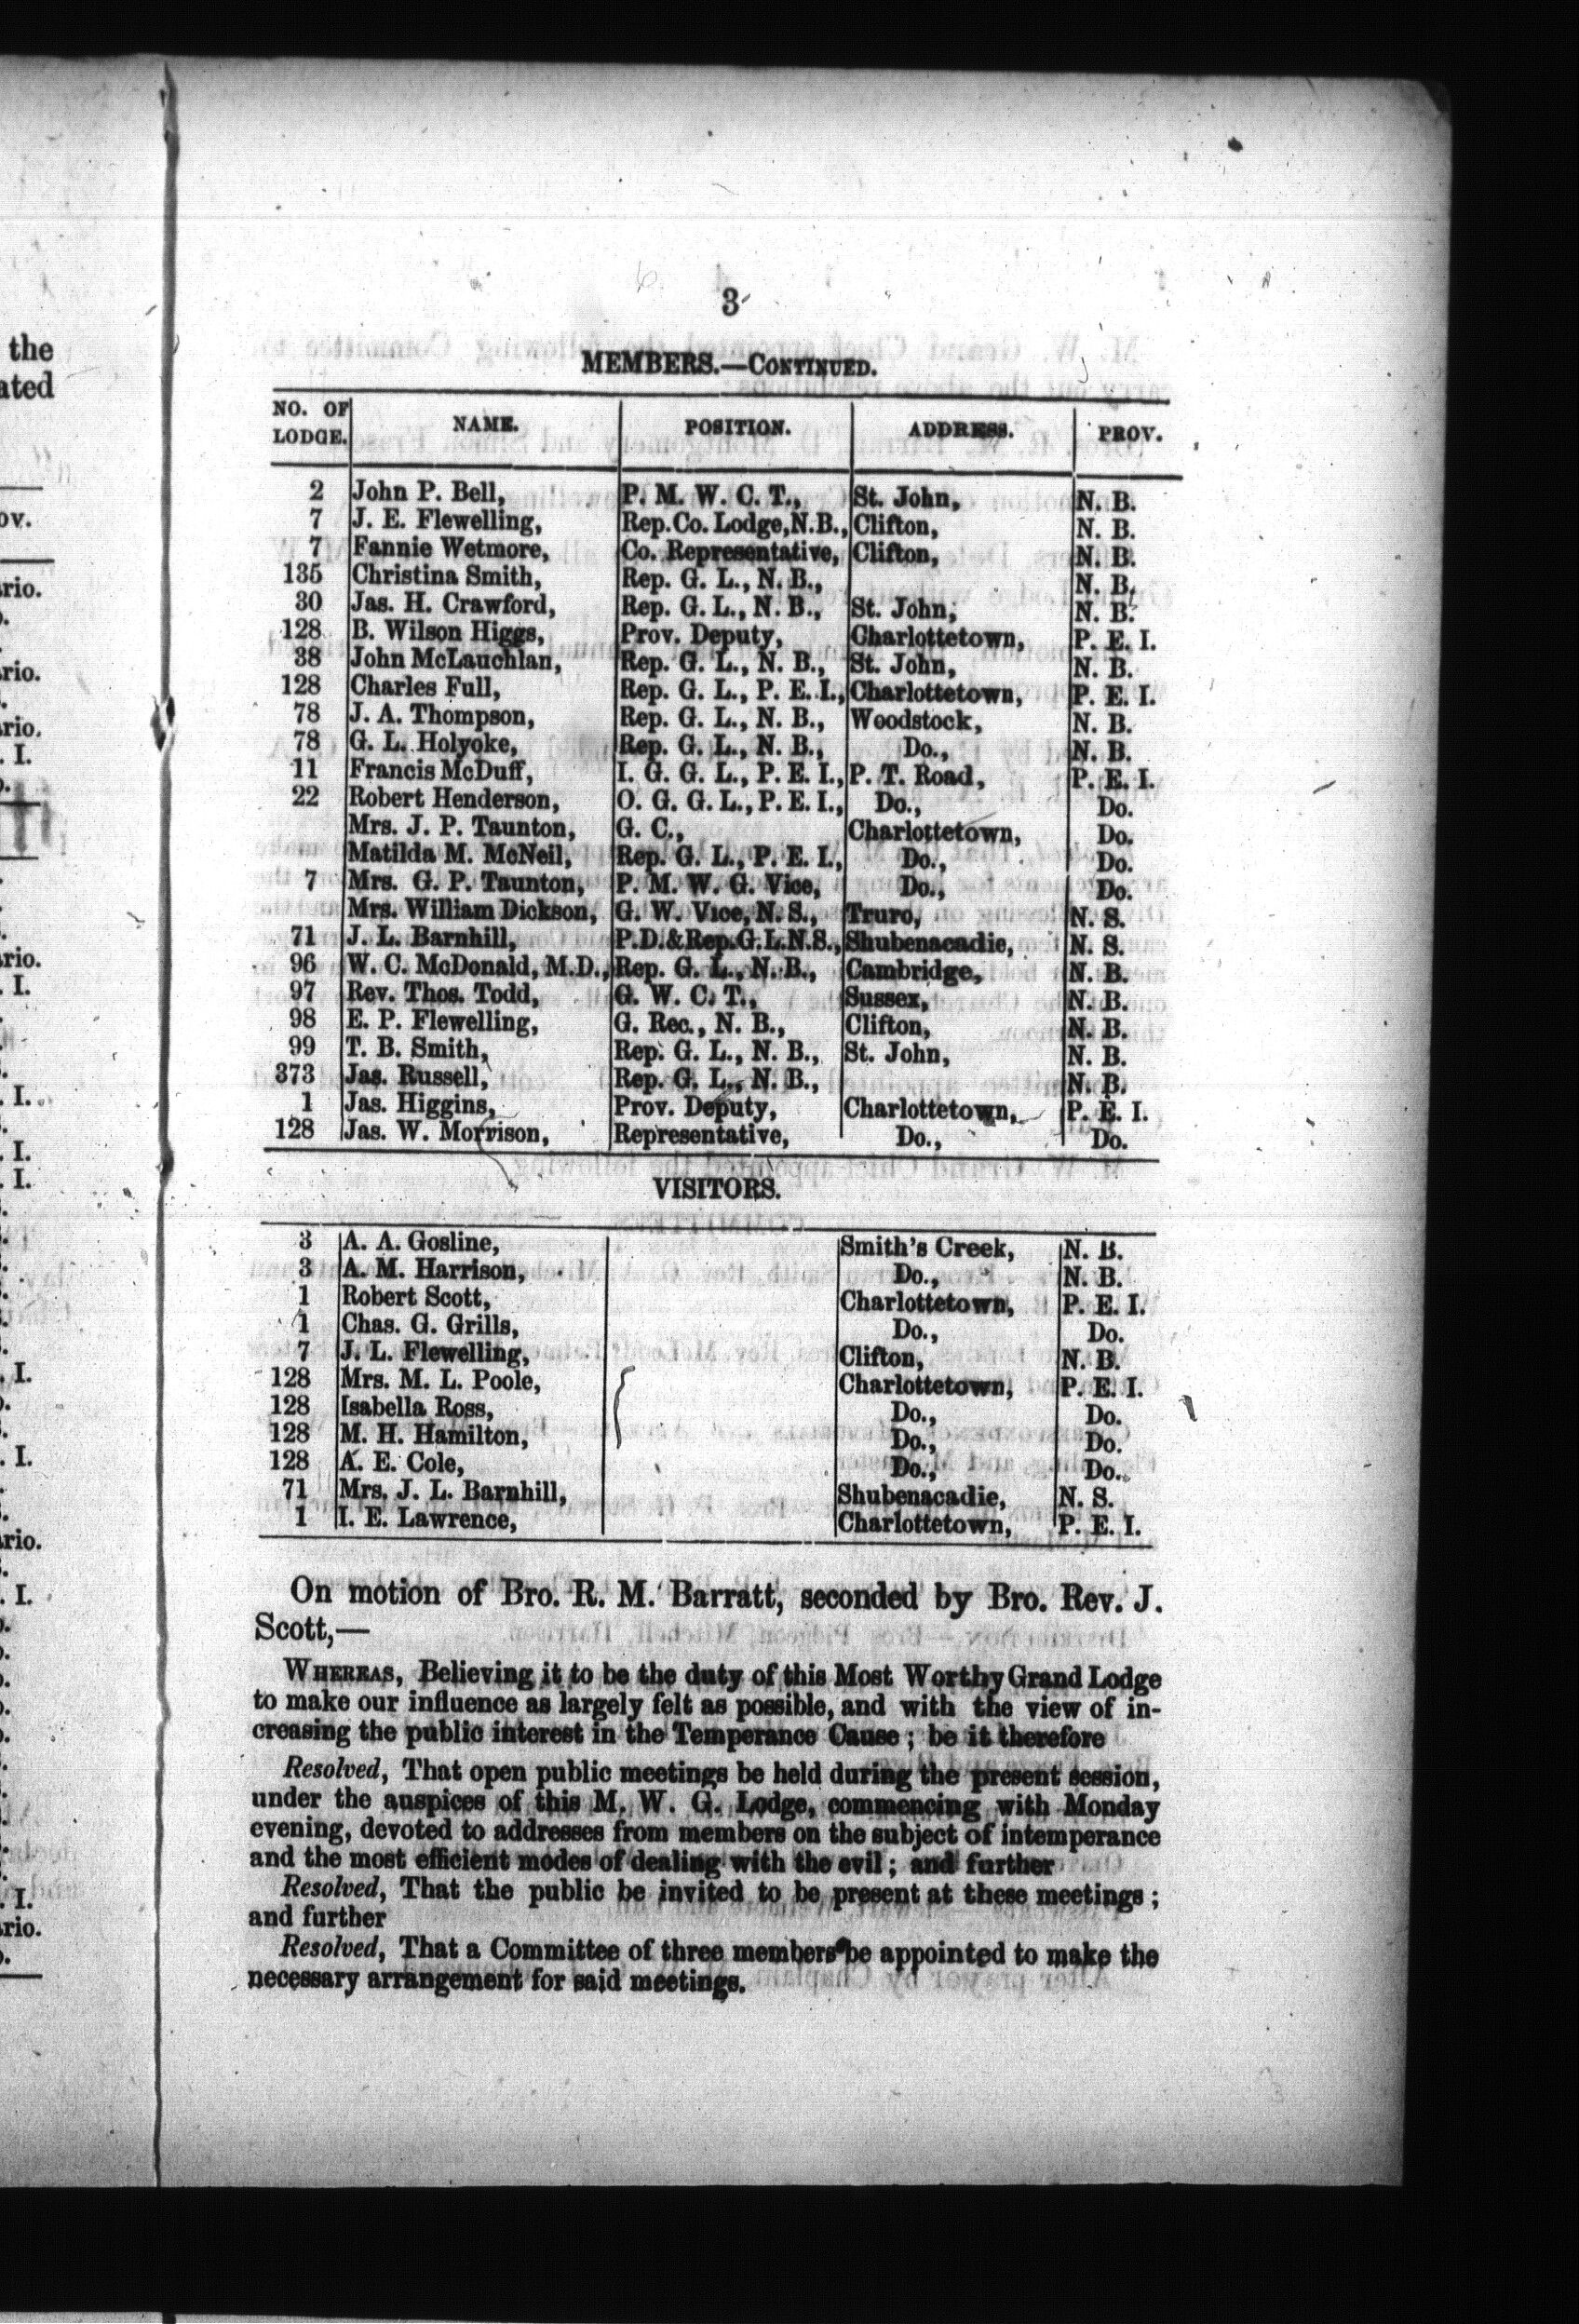 3
MEMBERS.—CONTINUED.
NO. OF LODGE. NAME. POSITION. ADDRESS. PROV.
2 John P. Bell, P. M. W. C. T., St. John, N. B.
7 J. E. Flewelling, Rep. Co. Lodge, N.B., Clifton, N. B.
7 Fannie Wetmore, Co. Representative, Clifton, N. B.
135 Christina Smith, Rep. G. L., N. B., N. B.
30 Jas. H. Crawford, Rep. G. L., N. B., St. John, N. B.
128 B. Wilson Higgs, Prov. Deputy, Charlottetown, P. E. I.
38 John McLauchlan, Rep. G. L., N. B., St. John, N. B.
128 Charles Full, Rep. G. L., P. E. I., Charlottetown, P. E. I.
78 J. A. Thompson, Rep. G. L., N. B., Woodstock, N. B.
78 G. L. Holyoke, Rep. G. L., N. B., Do., N. B.
11 Francis McDuff, I. G. G. L., P. E. I., P. T. Road, P. E. I.
22 Robert Henderson, O. G. G. L., P. E. I., Do., Do.
Mrs. J. P. Taunton, G. C., Charlottetown, Do.
Matilda M. McNeil, Rep. G. L., P. E. I., Do., Do.
7 Mrs. G. P. Taunton, P. M. W. G. Vice, Do., Do.
Mrs. William Dickson, G. W. Vice, N. S., Truro, N. S.
71 J. L. Barnhill, P.D.&Rep.G.L.N.S., Shubenacadie, N. S.
96 W. C. McDonald, M.D., Rep. G. L., N. B., Cambridge, N. B.
97 Rev. Thos. Todd, G. W. C. T., Sussex, N. B.
98 E. P. Flewelling, G. Rec., N. B., Clifton, N. B.
99 T. B. Smith, Rep. G. L., N. B., St. John, N. B.
373 Jas. Russell, Rep. G. L., N. B., N. B.
1 Jas. Higgins, Prov. Deputy, Charlottetown, P. E. I.
128 Jas. W. Morrison, Representative, Do., Do.
VISITORS.
3 A. A. Gosline, Smith's Creek, N. B.
3 A. M. Harrison, Do., N. B.
1 Robert Scott, Charlottetown, P. E. I.
1 Chas. G. Grills, Do., Do.
7 J. L. Flewelling, Clifton, N. B.
128 Mrs. M. L. Poole, Charlottetown, P. E. I.
128 Isabella Ross, Do., Do.
128 M. H. Hamilton, Do., Do.
128 A. E. Cole, Do., Do.
71 Mrs. J. L. Barnhill, Shubenacadie, N. S.
1 I. E. Lawrence, Charlottetown, P. E. I.
On motion of Bro. R. M. Barratt, seconded by Bro. Rev. J.
Scott,—
WHEREAS, Believing it to be the duty of this Most Worthy Grand Lodge
to make our influence as largely felt as possible, and with the view of in-
creasing the public interest in the Temperance Cause ; be it therefore
Resolved, That open public meetings be held during the present session,
under the auspices of this M. W. G. Lodge, commencing with Monday
evening, devoted to addresses from members on the subject of intemperance
and the most efficient modes of dealing with the evil ; and further
Resolved, That the public be invited to be present at these meetings ;
and further
Resolved, That a Committee of three members be appointed to make the
necessary arrangement for said meetings.